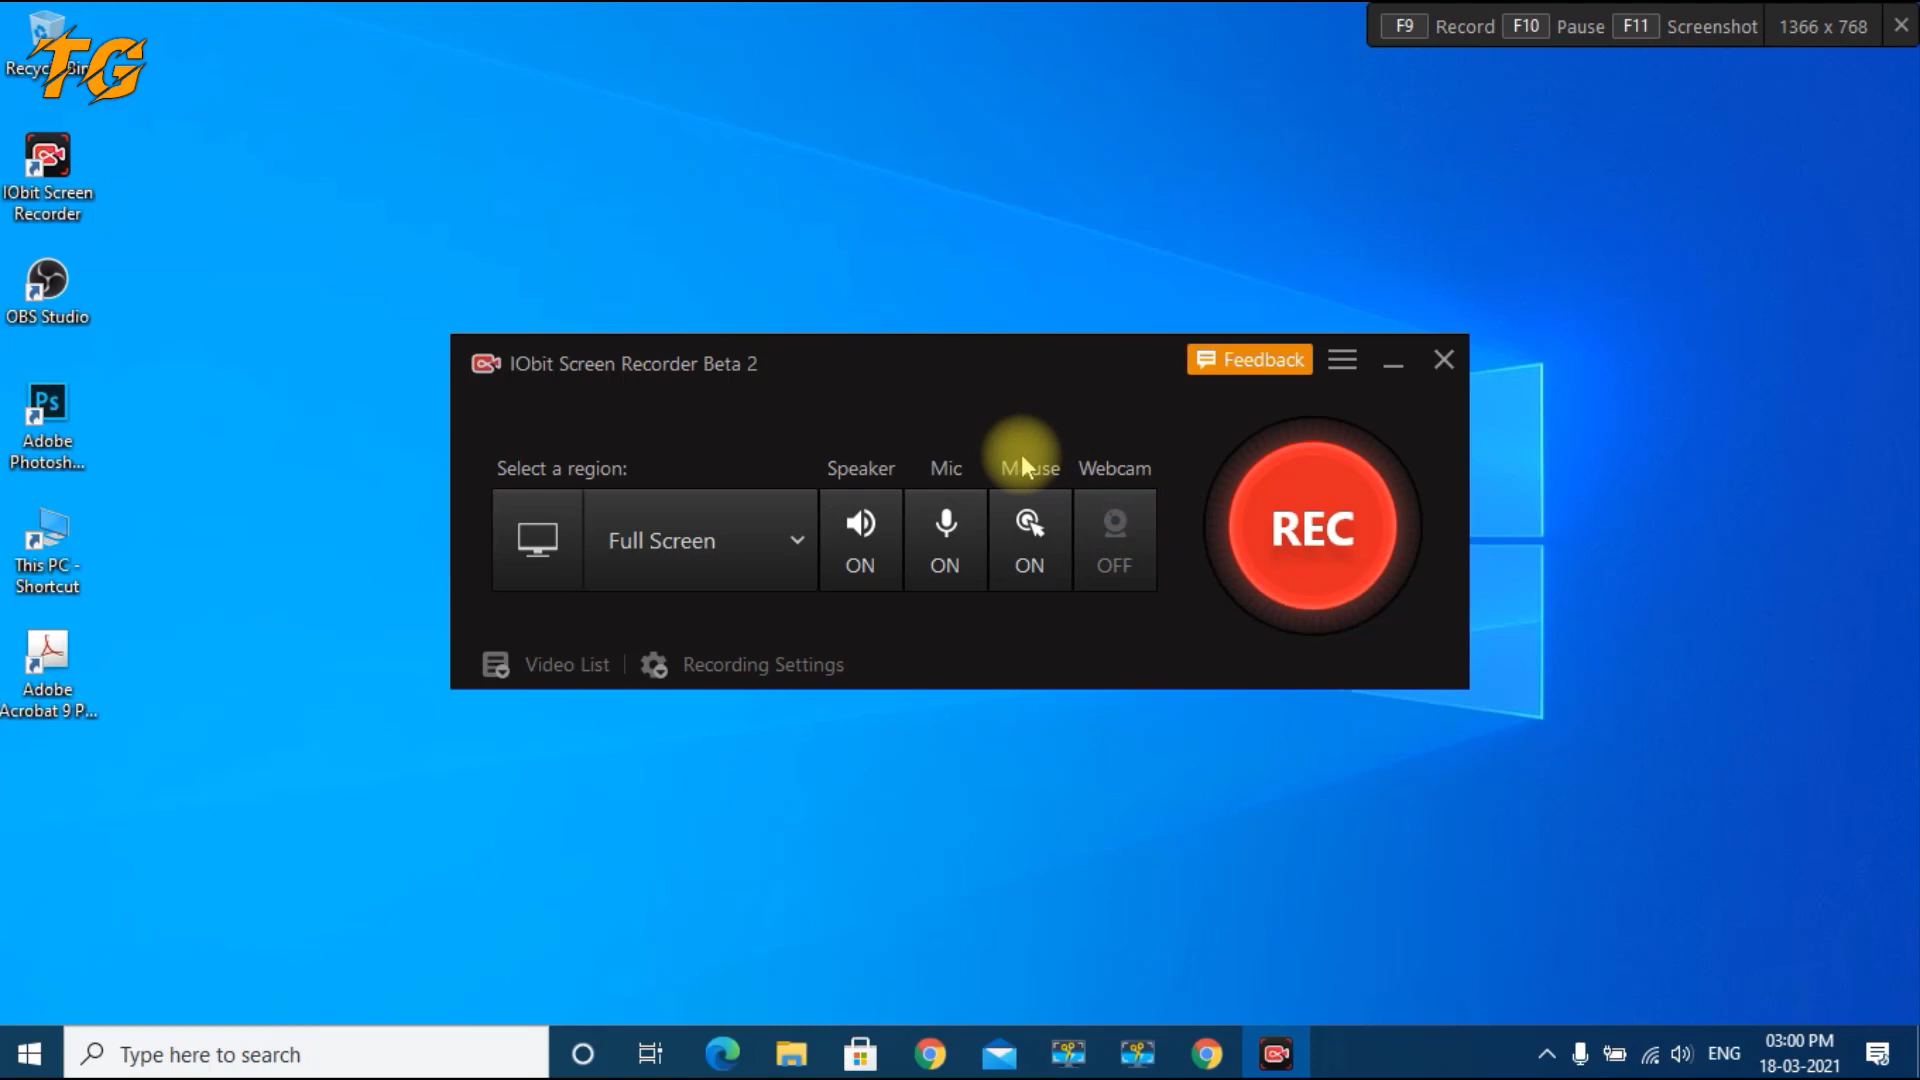 F9 Record F10 Pause F11 Screenshot 1366 x 768
TG
IObit Screen
Recorder
OBS Studio
Ps
Adobe
Photosh...
This PC -
Shortcut
Adobe
Acrobat 9 P...
IObit Screen Recorder Beta 2
Feedback
Select a region:
Speaker
Mic
Webcam
Full Screen
ON
ON
ON
OFF
REC
Video List
Recording Settings
Type here to search
ENG
03:00 PM
18-03-2021